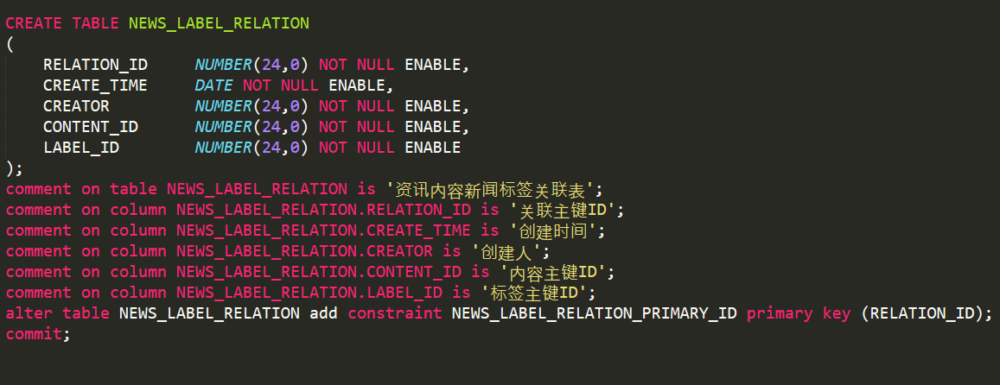 CREATE TABLE NEWS_LABEL_RELATION
(
    RELATION_ID     NUMBER(24,0) NOT NULL ENABLE,
    CREATE_TIME     DATE NOT NULL ENABLE,
    CREATOR         NUMBER(24,0) NOT NULL ENABLE,
    CONTENT_ID      NUMBER(24,0) NOT NULL ENABLE,
    LABEL_ID        NUMBER(24,0) NOT NULL ENABLE
);
comment on table NEWS_LABEL_RELATION is '资讯内容新闻标签关联表';
comment on column NEWS_LABEL_RELATION.RELATION_ID is '关联主键ID';
comment on column NEWS_LABEL_RELATION.CREATE_TIME is '创建时间';
comment on column NEWS_LABEL_RELATION.CREATOR is '创建人';
comment on column NEWS_LABEL_RELATION.CONTENT_ID is '内容主键ID';
comment on column NEWS_LABEL_RELATION.LABEL_ID is '标签主键ID';
alter table NEWS_LABEL_RELATION add constraint NEWS_LABEL_RELATION_PRIMARY_ID primary key (RELATION_ID);
commit;